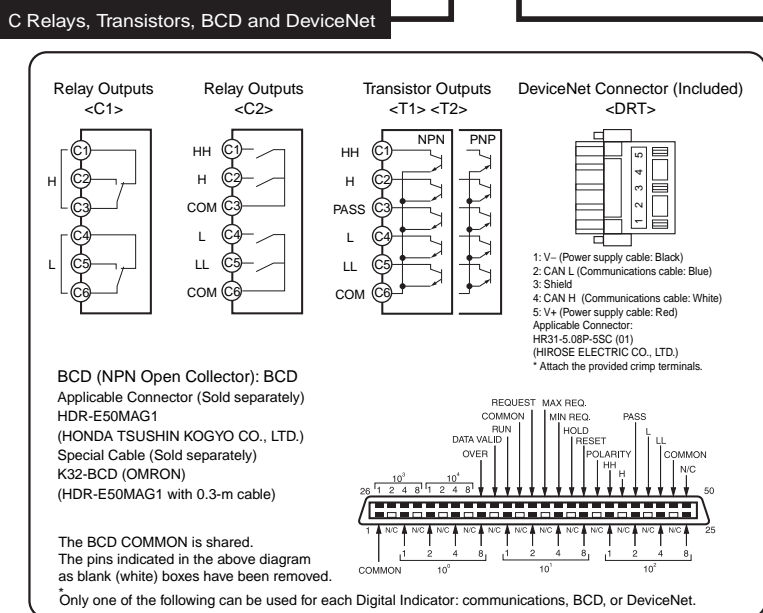 C Relays, Transistors, BCD and DeviceNet
Relay Outputs
<C1>
C1
H
C2
C3
C4
L
C5
C6
Relay Outputs
<C2>
HH C1
H C2
COM C3
L C4
LL C5
COM C6
Transistor Outputs
<T1> <T2>
NPN PNP
HH C1
H C2
PASS C3
L C4
LL C5
COM C6
DeviceNet Connector (Included)
<DRT>
1 2 3 4 5
1: V– (Power supply cable: Black)
2: CAN L (Communications cable: Blue)
3: Shield
4: CAN H (Communications cable: White)
5: V+ (Power supply cable: Red)
Applicable Connector:
HR31-5.08P-5SC (01)
(HIROSE ELECTRIC CO., LTD.)
* Attach the provided crimp terminals.
BCD (NPN Open Collector): BCD
Applicable Connector (Sold separately)
HDR-E50MAG1
(HONDA TSUSHIN KOGYO CO., LTD.)
Special Cable (Sold separately)
K32-BCD (OMRON)
(HDR-E50MAG1 with 0.3-m cable)
The BCD COMMON is shared.
The pins indicated in the above diagram
as blank (white) boxes have been removed.
REQUEST MAX REQ.
COMMON MIN REQ. PASS
RUN HOLD L
DATA VALID RESET LL
OVER POLARITY COMMON
HH
H N/C
10³ 10⁴
26 1 2 4 8 1 2 4 8 50
1 N/C N/C N/C N/C N/C N/C N/C N/C N/C N/C N/C N/C 25
1 2 4 8 1 2 4 8 1 2 4 8
COMMON 10⁰ 10¹ 10²
*Only one of the following can be used for each Digital Indicator: communications, BCD, or DeviceNet.